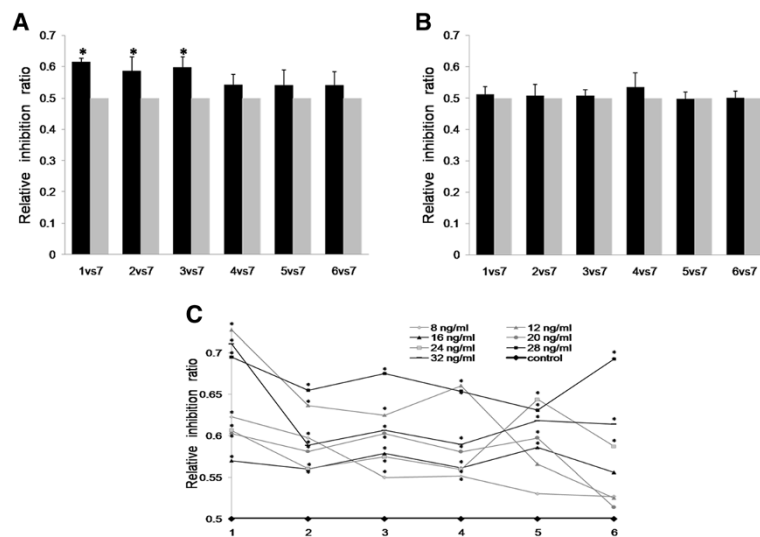 A
B
Relative inhibition ratio
0.7
0.6
0.5
0.4
0.3
0.2
0.1
0
* * *
1vs7 2vs7 3vs7 4vs7 5vs7 6vs7
Relative inhibition ratio
0.7
0.6
0.5
0.4
0.3
0.2
0.1
0
1vs7 2vs7 3vs7 4vs7 5vs7 6vs7
C
Relative inhibition ratio
8 ng/ml 12 ng/ml
16 ng/ml 20 ng/ml
24 ng/ml 28 ng/ml
32 ng/ml control
0.7
0.65
0.6
0.55
0.5
1 2 3 4 5 6